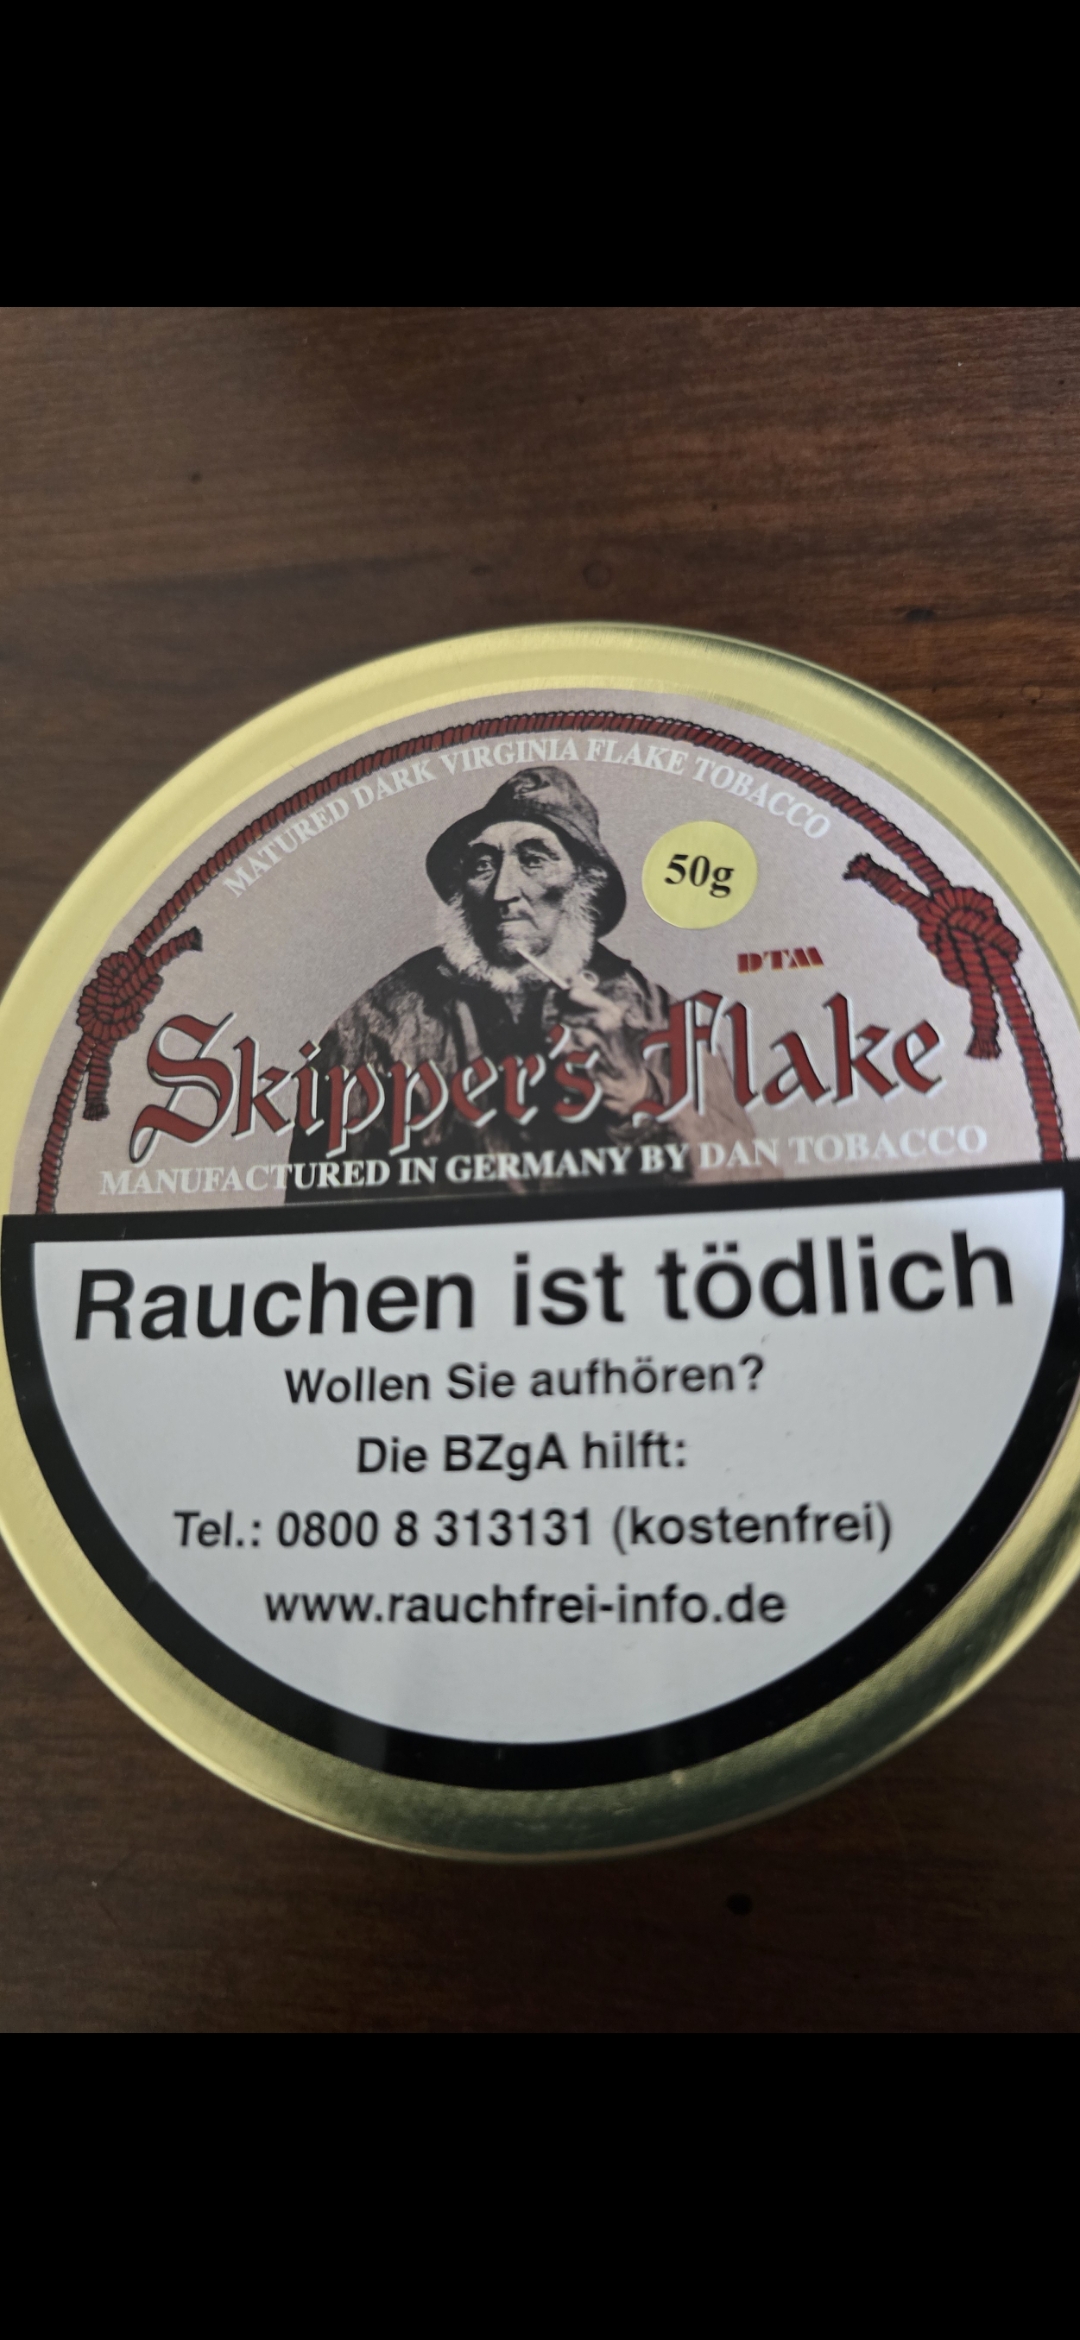 MATURED DARK VIRGINIA FLAKE TOBACCO
50g
DTM
Skipper's Flake
MANUFACTURED IN GERMANY BY DAN TOBACCO
Rauchen ist tödlich
Wollen Sie aufhören?
Die BZgA hilft:
Tel.: 0800 8 313131 (kostenfrei)
www.rauchfrei-info.de